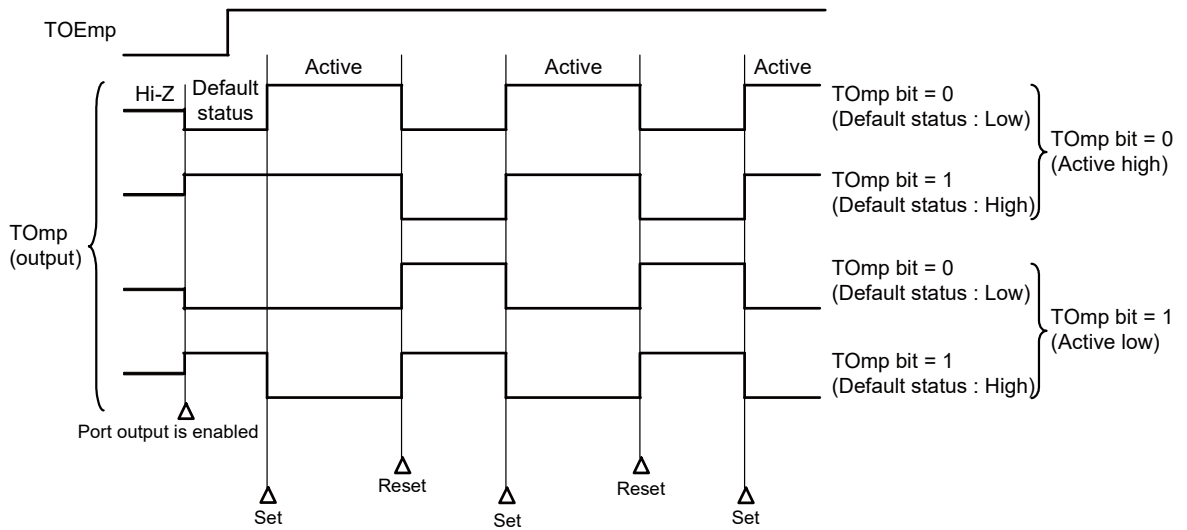 TOEmp
Active
Active
Active
Hi-Z
Default
status
TOmp bit = 0
(Default status : Low)
TOmp bit = 0
(Active high)
TOmp bit = 1
(Default status : High)
TOmp
(output)
TOmp bit = 0
(Default status : Low)
TOmp bit = 1
(Active low)
TOmp bit = 1
(Default status : High)
Port output is enabled
Reset
Reset
Set
Set
Set